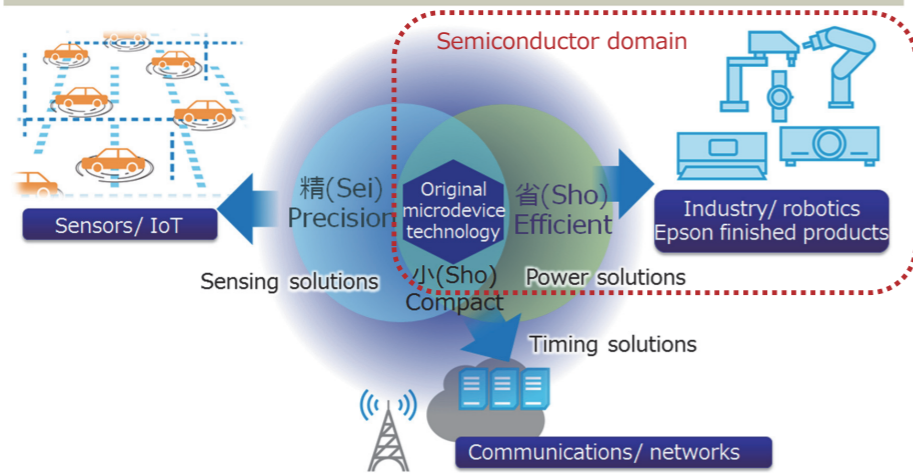 Semiconductor domain
精(Sei)
Precision
Original
microdevice
technology
省(Sho)
Efficient
Sensors/ IoT
Industry/ robotics
Epson finished products
Sensing solutions
小(Sho)
Compact
Power solutions
Timing solutions
Communications/ networks